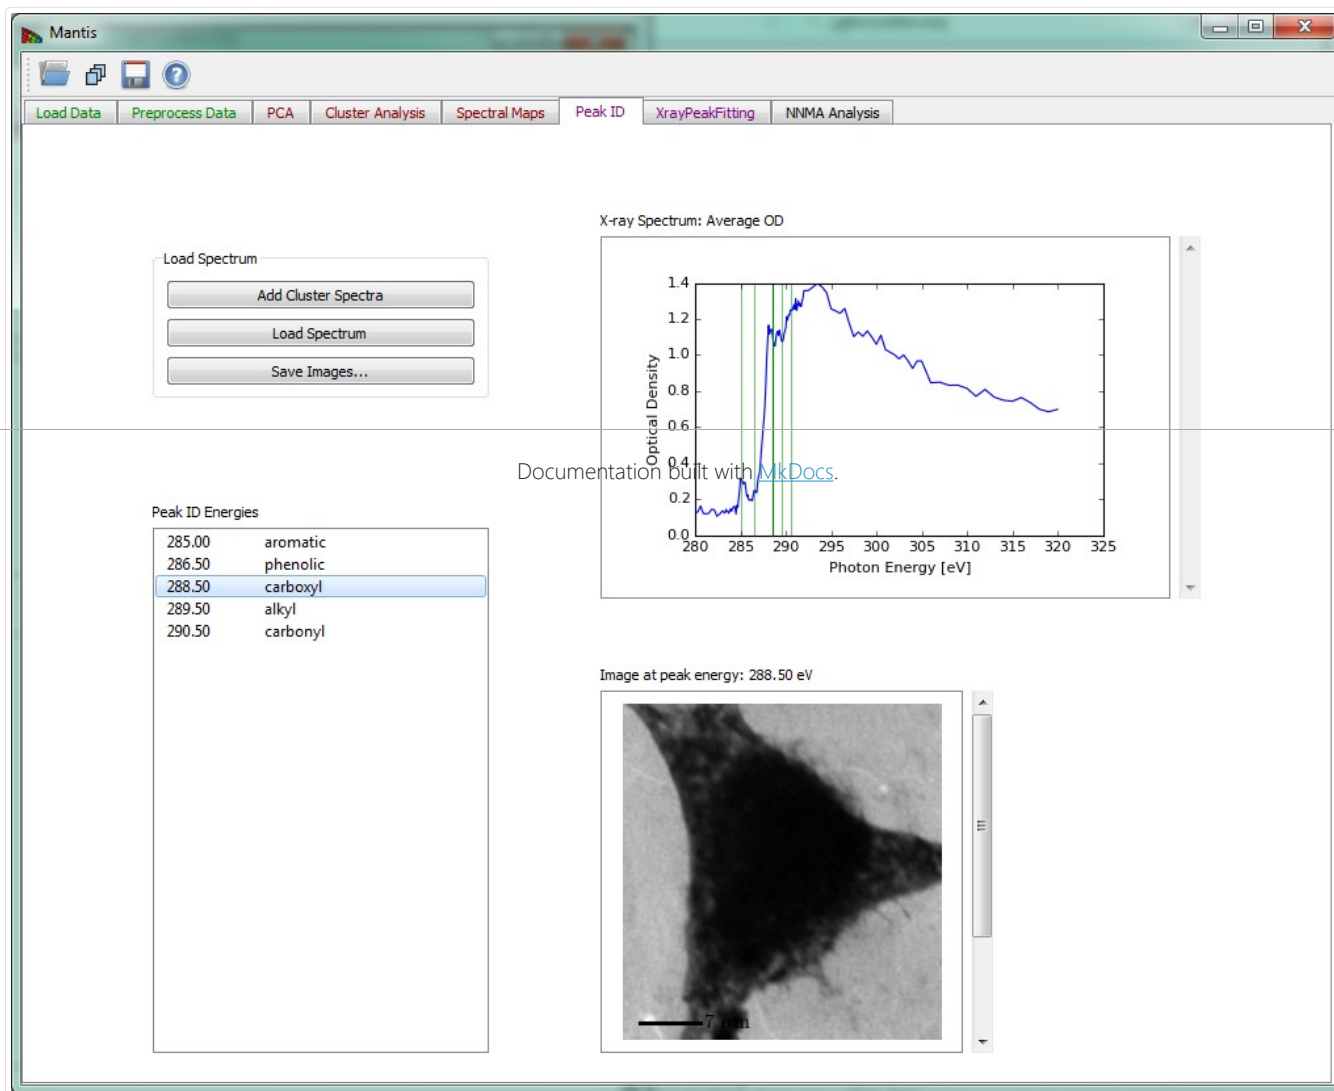 Mantis
Load Data
Preprocess Data
PCA
Cluster Analysis
Spectral Maps
Peak ID
XrayPeakFitting
NNMA Analysis
X-ray Spectrum: Average OD
Load Spectrum
Add Cluster Spectra
Load Spectrum
Save Images...
1.4
1.2
1.0
0.8
0.6
0.4
0.2
0.0
Optical Density
280 285 290 295 300 305 310 315 320 325
Photon Energy [eV]
Documentation built with MkDocs.
Peak ID Energies
285.00 aromatic
286.50 phenolic
288.50 carboxyl
289.50 alkyl
290.50 carbonyl
Image at peak energy: 288.50 eV
7 μm